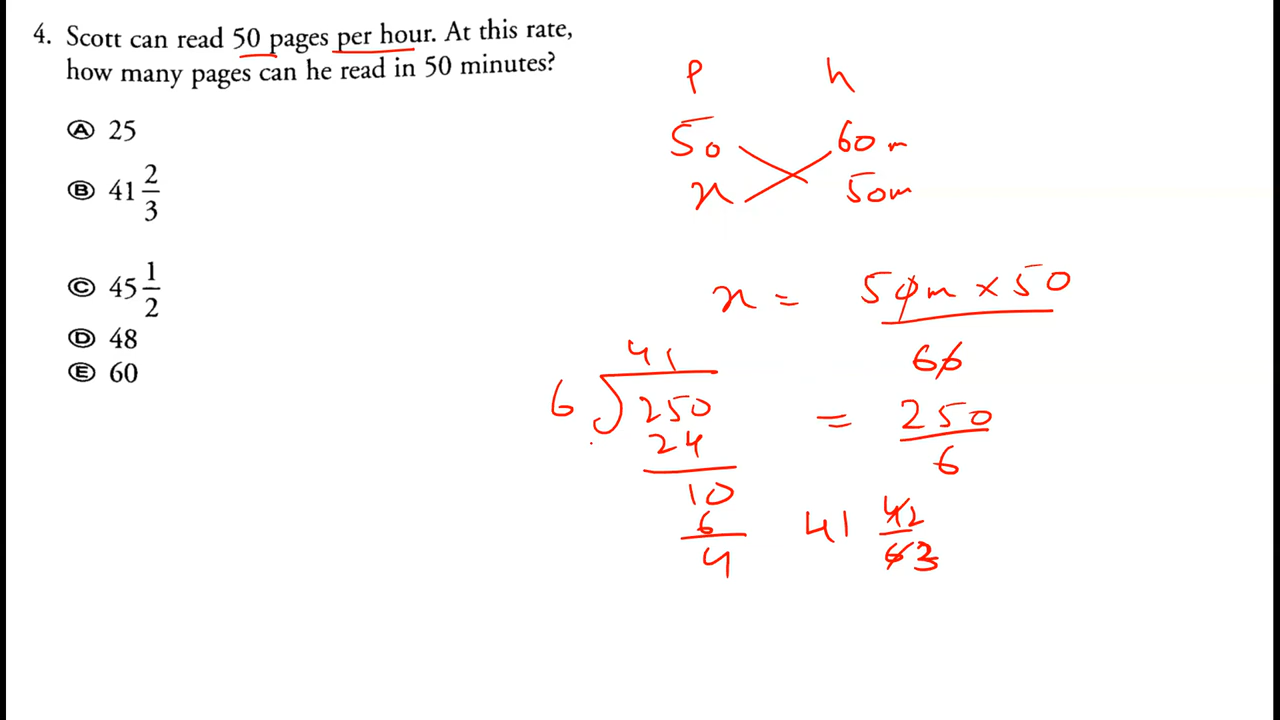 4. Scott can read 50 pages per hour. At this rate,
how many pages can he read in 50 minutes?
Ⓐ 25
Ⓑ 41 2/3
Ⓒ 45 1/2
Ⓓ 48
Ⓔ 60
P h
50 60m
x 50m
x = 50m × 50
60
41
6 250
24
10
6
4
= 250
6
41 4 2
6 3